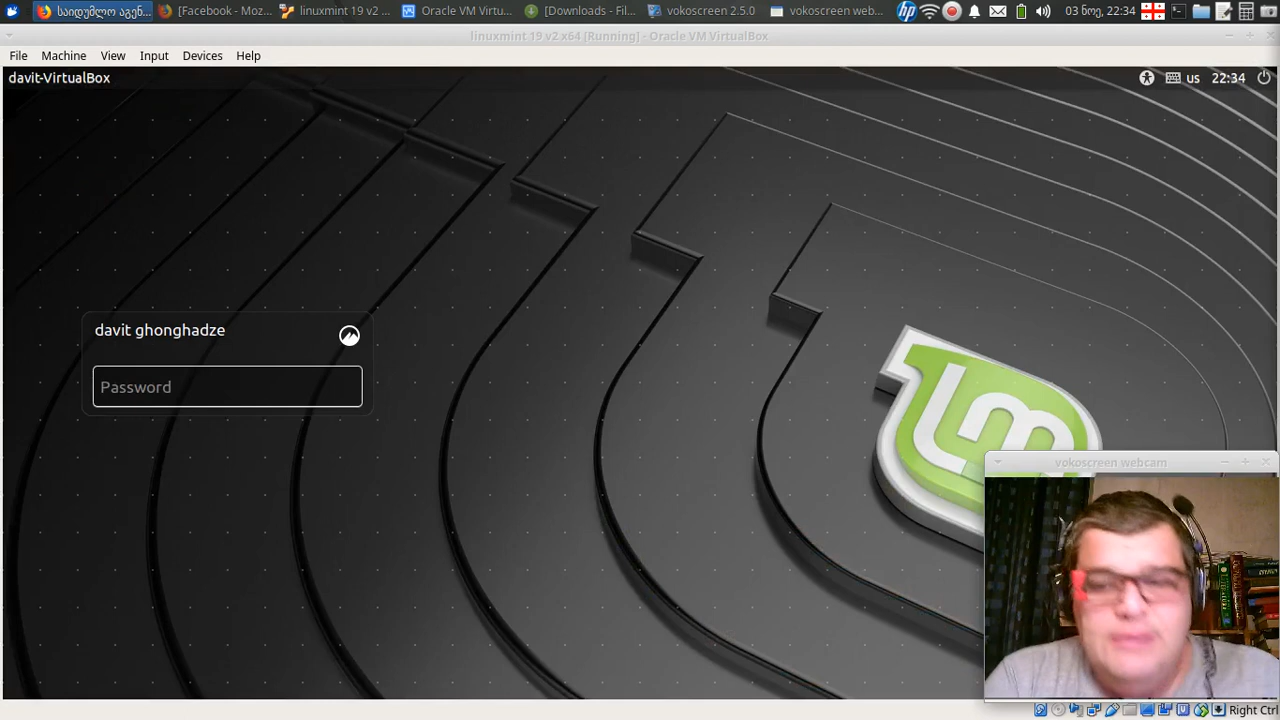 საიდუმლო აგენ... [Facebook - Moz... linuxmint 19 v2 ... Oracle VM Virtu... [Downloads - Fil... vokoscreen 2.5.0 vokoscreen web... 03 ნოე, 22:34
linuxmint 19 v2 x64 [Running] - Oracle VM VirtualBox
File Machine View Input Devices Help
davit-VirtualBox us 22:34
davit ghonghadze
Password
vokoscreen webcam
Right Ctrl